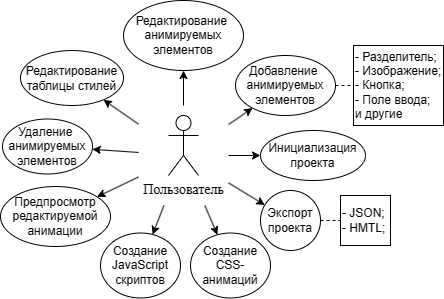 Редактирование
анимируемых
элементов
Редактирование
таблицы стилей
Добавление
анимируемых
элементов
- Разделитель;
- Изображение;
- Кнопка;
- Поле ввода;
и другие
Удаление
анимируемых
элементов
Инициализация
проекта
Пользователь
Предпросмотр
редактируемой
анимации
Экспорт
проекта
- JSON;
- HMTL;
Создание
JavaScript
скриптов
Создание
CSS-
анимаций